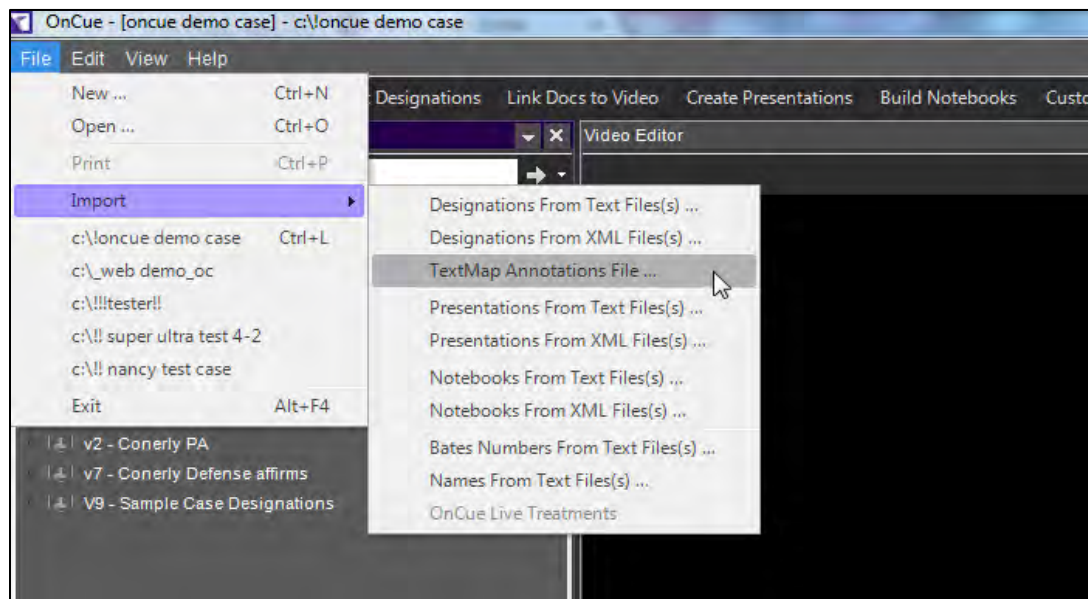 OnCue - [oncue demo case] - c:\!oncue demo case
File Edit View Help
Designations Link Docs to Video Create Presentations Build Notebooks Custo
New ... Ctrl+N
Open ... Ctrl+O
Print Ctrl+P
Import
c:\!oncue demo case Ctrl+L
c:\_web demo_oc
c:\!!!tester!!
c:\!! super ultra test 4-2
c:\!! nancy test case
Exit Alt+F4
Video Editor
Designations From Text Files(s) ...
Designations From XML Files(s) ...
TextMap Annotations File ...
Presentations From Text Files(s) ...
Presentations From XML Files(s) ...
Notebooks From Text Files(s) ...
Notebooks From XML Files(s) ...
Bates Numbers From Text Files(s) ...
Names From Text Files(s) ...
OnCue Live Treatments
v2 - Conerly PA
v7 - Conerly Defense affirms
V9 - Sample Case Designations